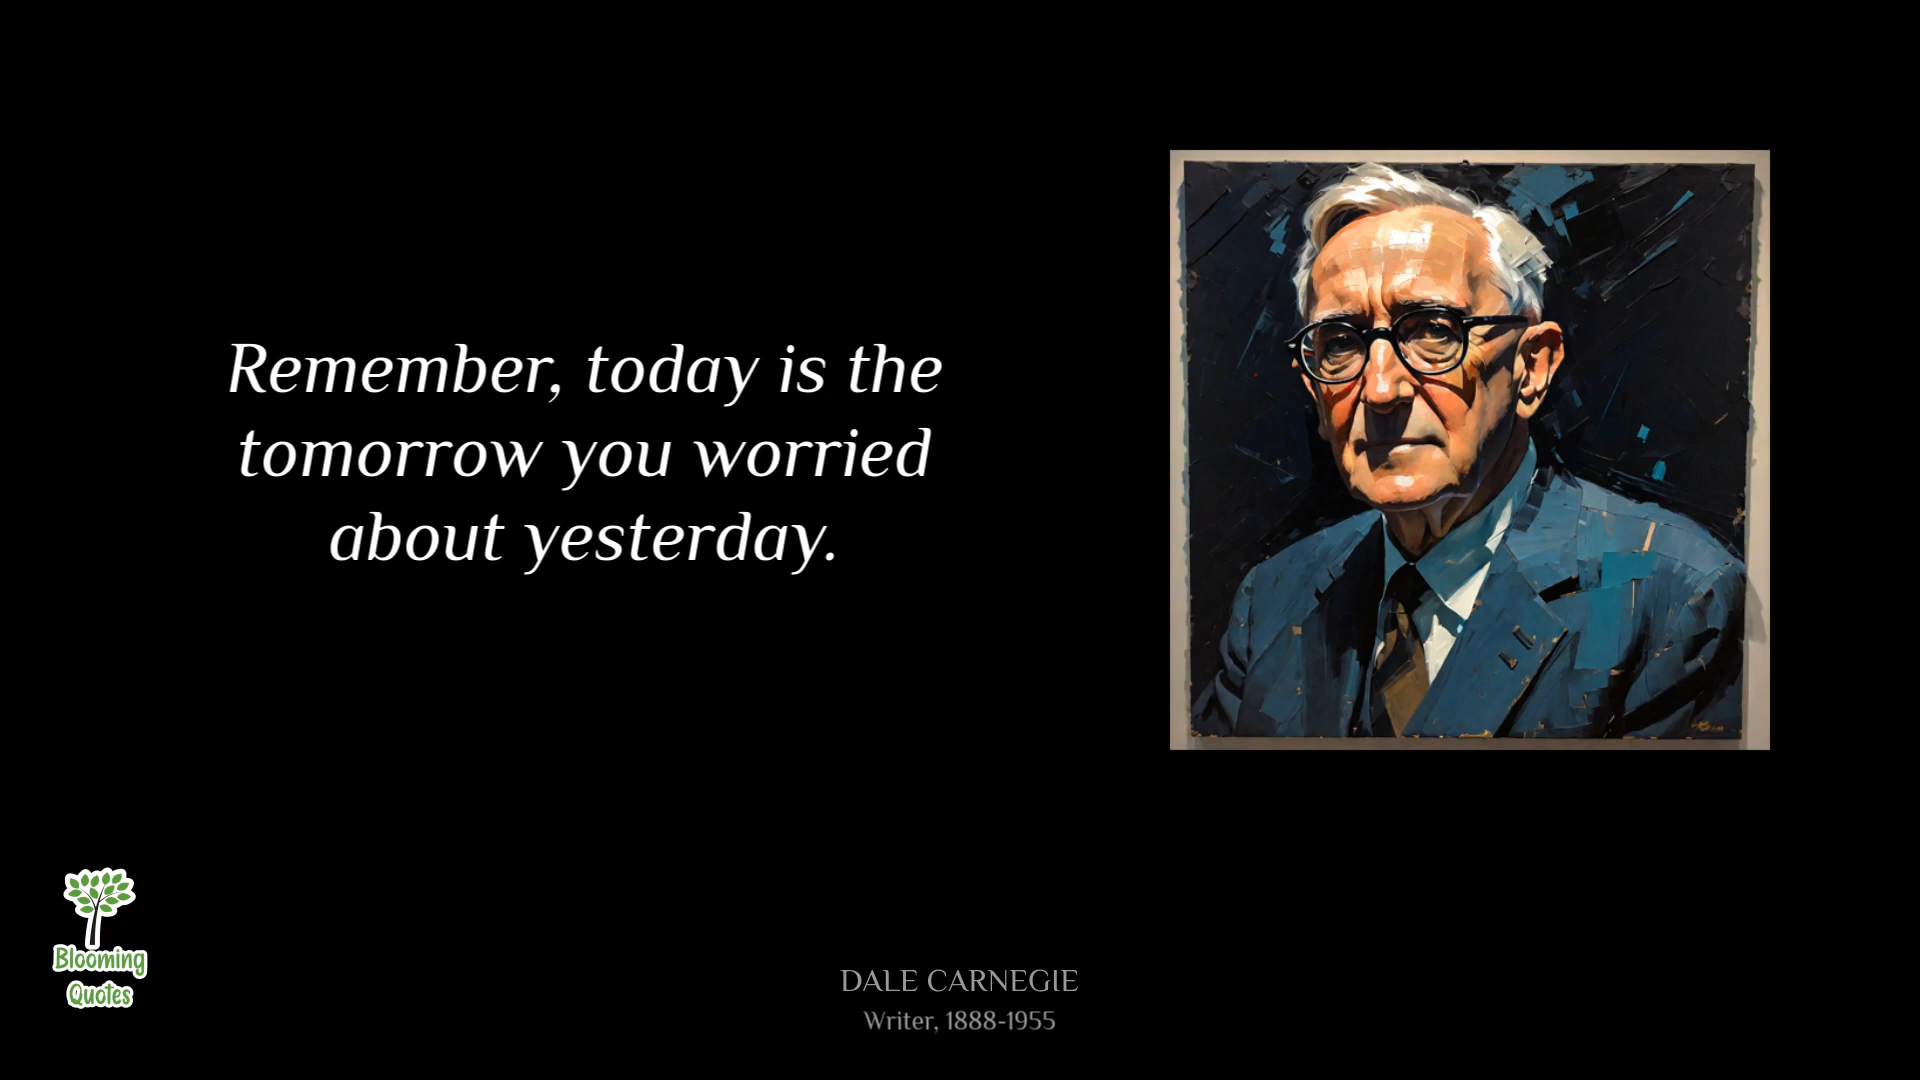 Remember, today is the
tomorrow you worried
about yesterday.
Blooming
Quotes
DALE CARNEGIE
Writer, 1888-1955